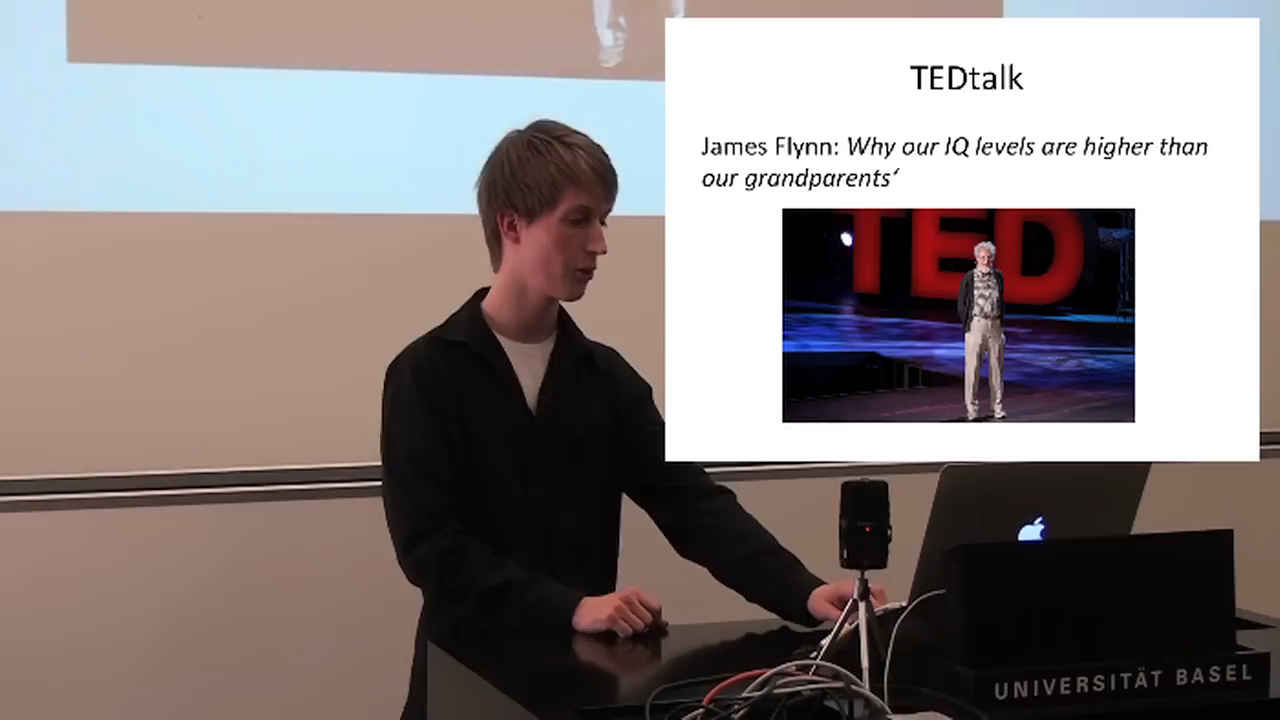 TEDtalk
James Flynn: Why our IQ levels are higher than
our grandparents‘
TED
UNIVERSITÄT BASEL